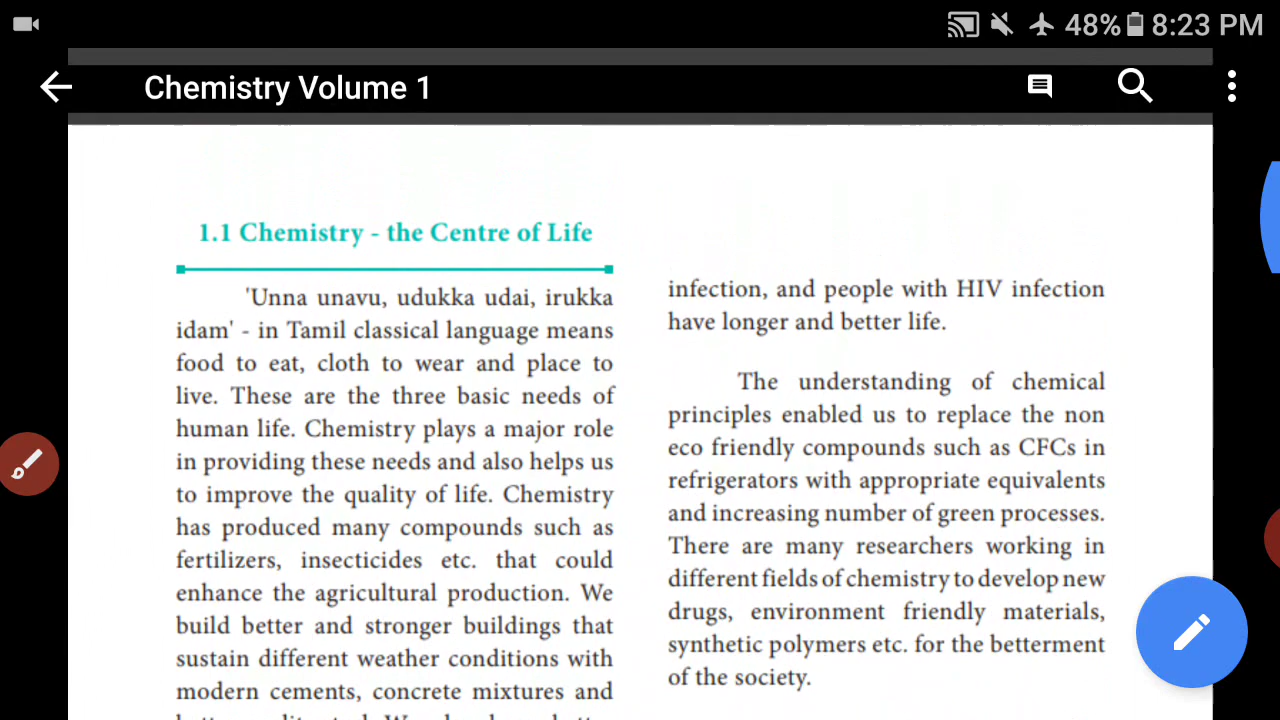 48% 8:23 PM
Chemistry Volume 1
1.1 Chemistry - the Centre of Life
'Unna unavu, udukka udai, irukka
idam' - in Tamil classical language means
food to eat, cloth to wear and place to
live. These are the three basic needs of
human life. Chemistry plays a major role
in providing these needs and also helps us
to improve the quality of life. Chemistry
has produced many compounds such as
fertilizers, insecticides etc. that could
enhance the agricultural production. We
build better and stronger buildings that
sustain different weather conditions with
modern cements, concrete mixtures and
infection, and people with HIV infection
have longer and better life.
The understanding of chemical
principles enabled us to replace the non
eco friendly compounds such as CFCs in
refrigerators with appropriate equivalents
and increasing number of green processes.
There are many researchers working in
different fields of chemistry to develop new
drugs, environment friendly materials,
synthetic polymers etc. for the betterment
of the society.